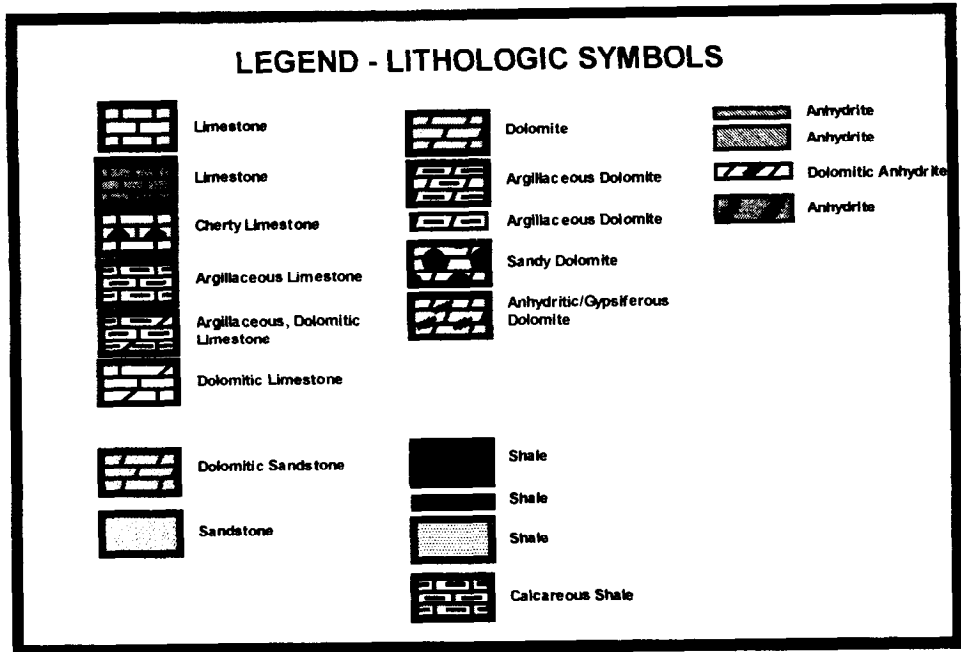 LEGEND - LITHOLOGIC SYMBOLS
Limestone
Limestone
Cherty Limestone
Argillaceous Limestone
Argillaceous, Dolomitic
Limestone
Dolomitic Limestone
Dolomitic Sandstone
Sandstone
Dolomite
Argillaceous Dolomite
Argillaceous Dolomite
Sandy Dolomite
Anhydritic/Gypsiferous
Dolomite
Shale
Shale
Shale
Calcareous Shale
Anhydrite
Anhydrite
Dolomitic Anhydrite
Anhydrite